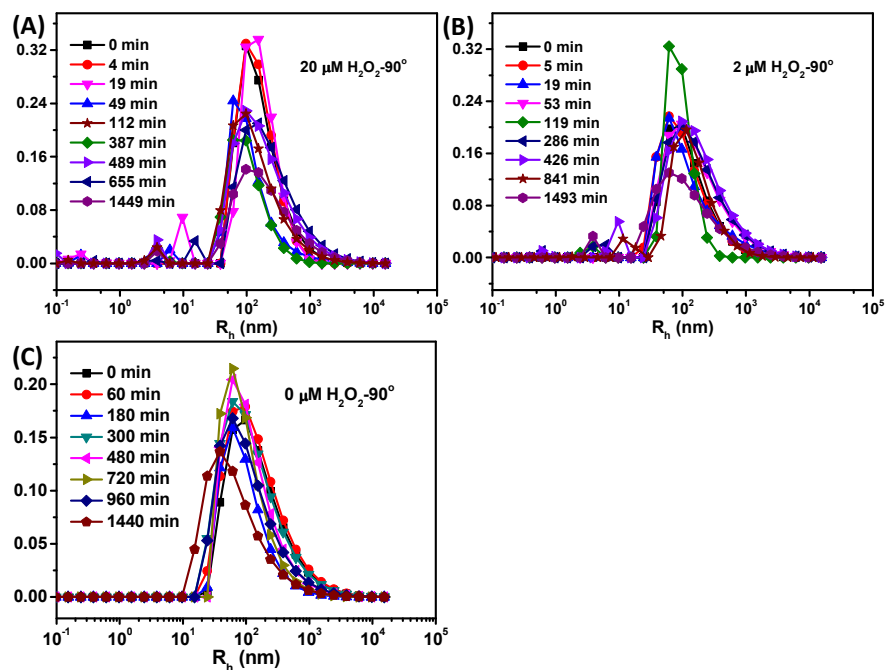 (A)
20 μM H₂O₂-90°
0 min
4 min
19 min
49 min
112 min
387 min
489 min
655 min
1449 min
0.32
0.24
0.16
0.08
0.00
10⁻¹ 10⁰ 10¹ 10² 10³ 10⁴ 10⁵
Rₕ (nm)
(B)
2 μM H₂O₂-90°
0 min
5 min
19 min
53 min
119 min
286 min
426 min
841 min
1493 min
0.4
0.3
0.2
0.1
0.0
10⁻¹ 10⁰ 10¹ 10² 10³ 10⁴ 10⁵
Rₕ (nm)
(C)
0 μM H₂O₂-90°
0 min
60 min
180 min
300 min
480 min
720 min
960 min
1440 min
0.20
0.15
0.10
0.05
0.00
10⁻¹ 10⁰ 10¹ 10² 10³ 10⁴ 10⁵
Rₕ (nm)